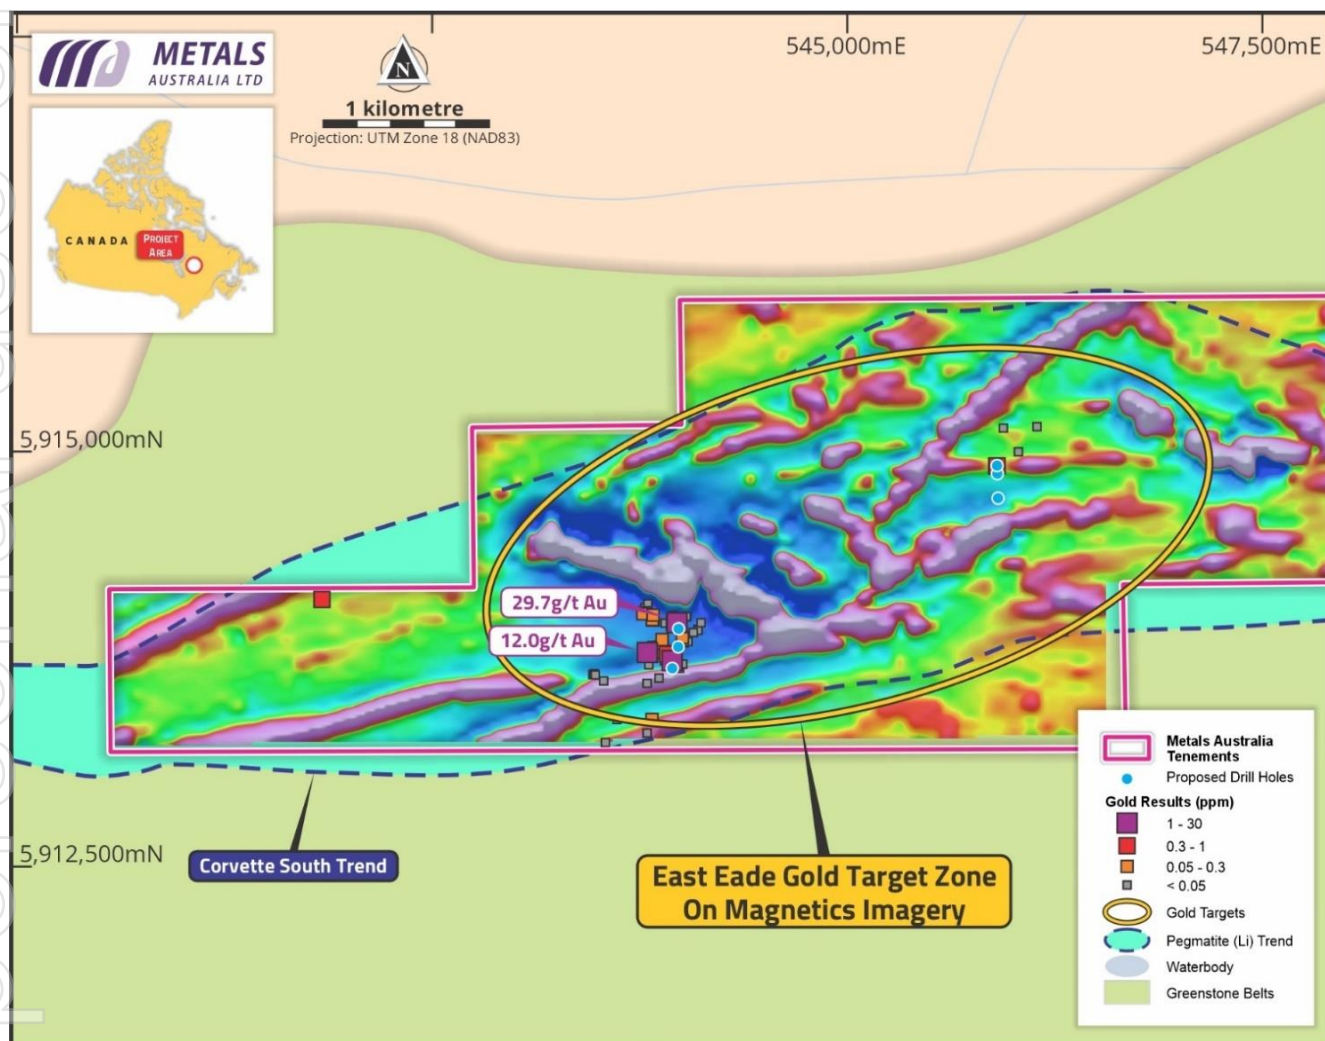 METALS
AUSTRALIA LTD
N
1 kilometre
Projection: UTM Zone 18 (NAD83)
545,000mE
547,500mE
CANADA
PROJECT
AREA
5,915,000mN
29.7g/t Au
12.0g/t Au
5,912,500mN
Corvette South Trend
East Eade Gold Target Zone
On Magnetics Imagery
Metals Australia
Tenements
Proposed Drill Holes
Gold Results (ppm)
1 - 30
0.3 - 1
0.05 - 0.3
< 0.05
Gold Targets
Pegmatite (Li) Trend
Waterbody
Greenstone Belts